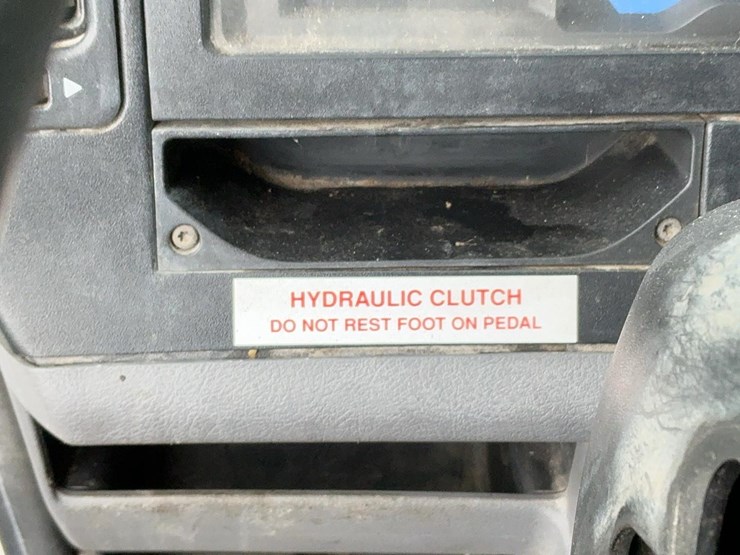 HYDRAULIC CLUTCH
DO NOT REST FOOT ON PEDAL